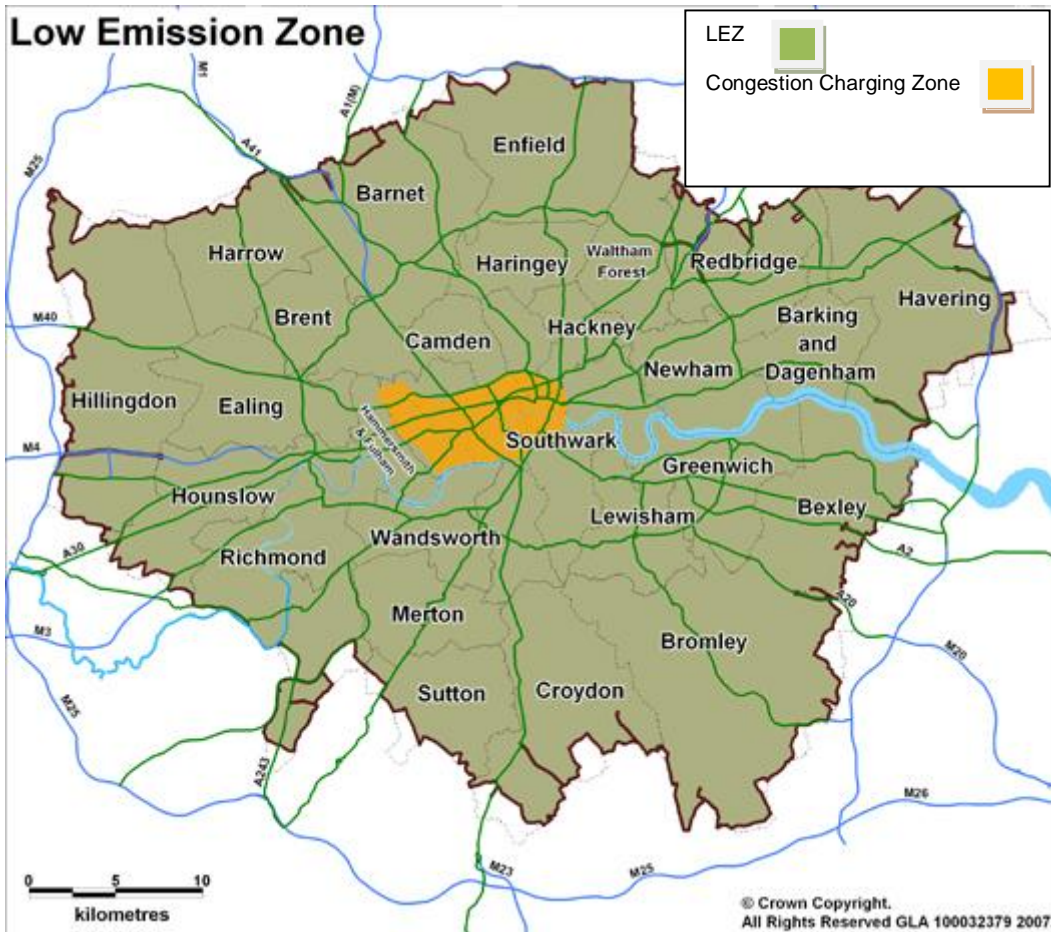 Low Emission Zone
LEZ
Congestion Charging Zone
M1
A1(M)
M25
A41
Enfield
Barnet
Harrow
Haringey
Waltham
Forest
Redbridge
Havering
M40
Brent
Camden
Hackney
Barking
and
Dagenham
Newham
Hillingdon
Ealing
Hammersmith
& Fulham
Southwark
M4
Greenwich
Hounslow
Lewisham
Bexley
Wandsworth
A30
Richmond
A2
A20
Merton
M3
Bromley
M20
Sutton
Croydon
M25
A243
M26
M23
M25
0 5 10
kilometres
© Crown Copyright.
All Rights Reserved GLA 100032379 2007